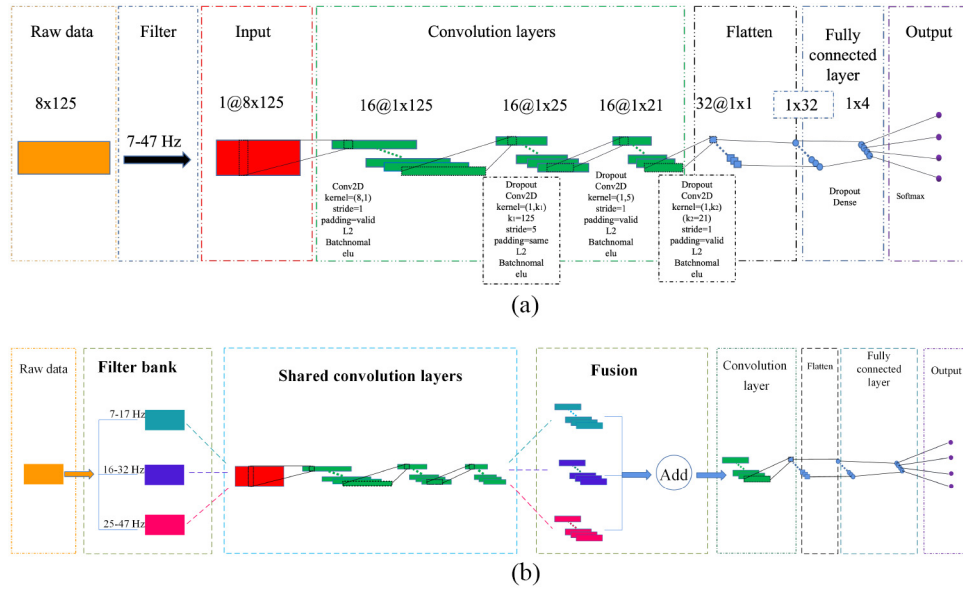 Raw data
Filter
Input
Convolution layers
Flatten
Fully
connected
layer
Output
8x125
7-47 Hz
1@8x125
16@1x125
16@1x25
16@1x21
32@1x1
1x32
1x4
Conv2D
kernel=(8,1)
stride=1
padding=valid
L2
Batchnomal
elu
Dropout
Conv2D
kernel=(1,k₁)
k₁=125
stride=5
padding=same
L2
Batchnomal
elu
Dropout
Conv2D
kernel=(1,5)
stride=1
padding=valid
L2
Batchnomal
elu
Dropout
Conv2D
kernel=(1,k₂)
(k₂=21)
stride=1
padding=valid
L2
Batchnomal
elu
Dropout
Dense
Softmax
(a)
Raw data
Filter bank
7-17 Hz
16-32 Hz
25-47 Hz
Shared convolution layers
Fusion
Add
Convolution
layer
Flatten
Fully
connected
layer
Output
(b)